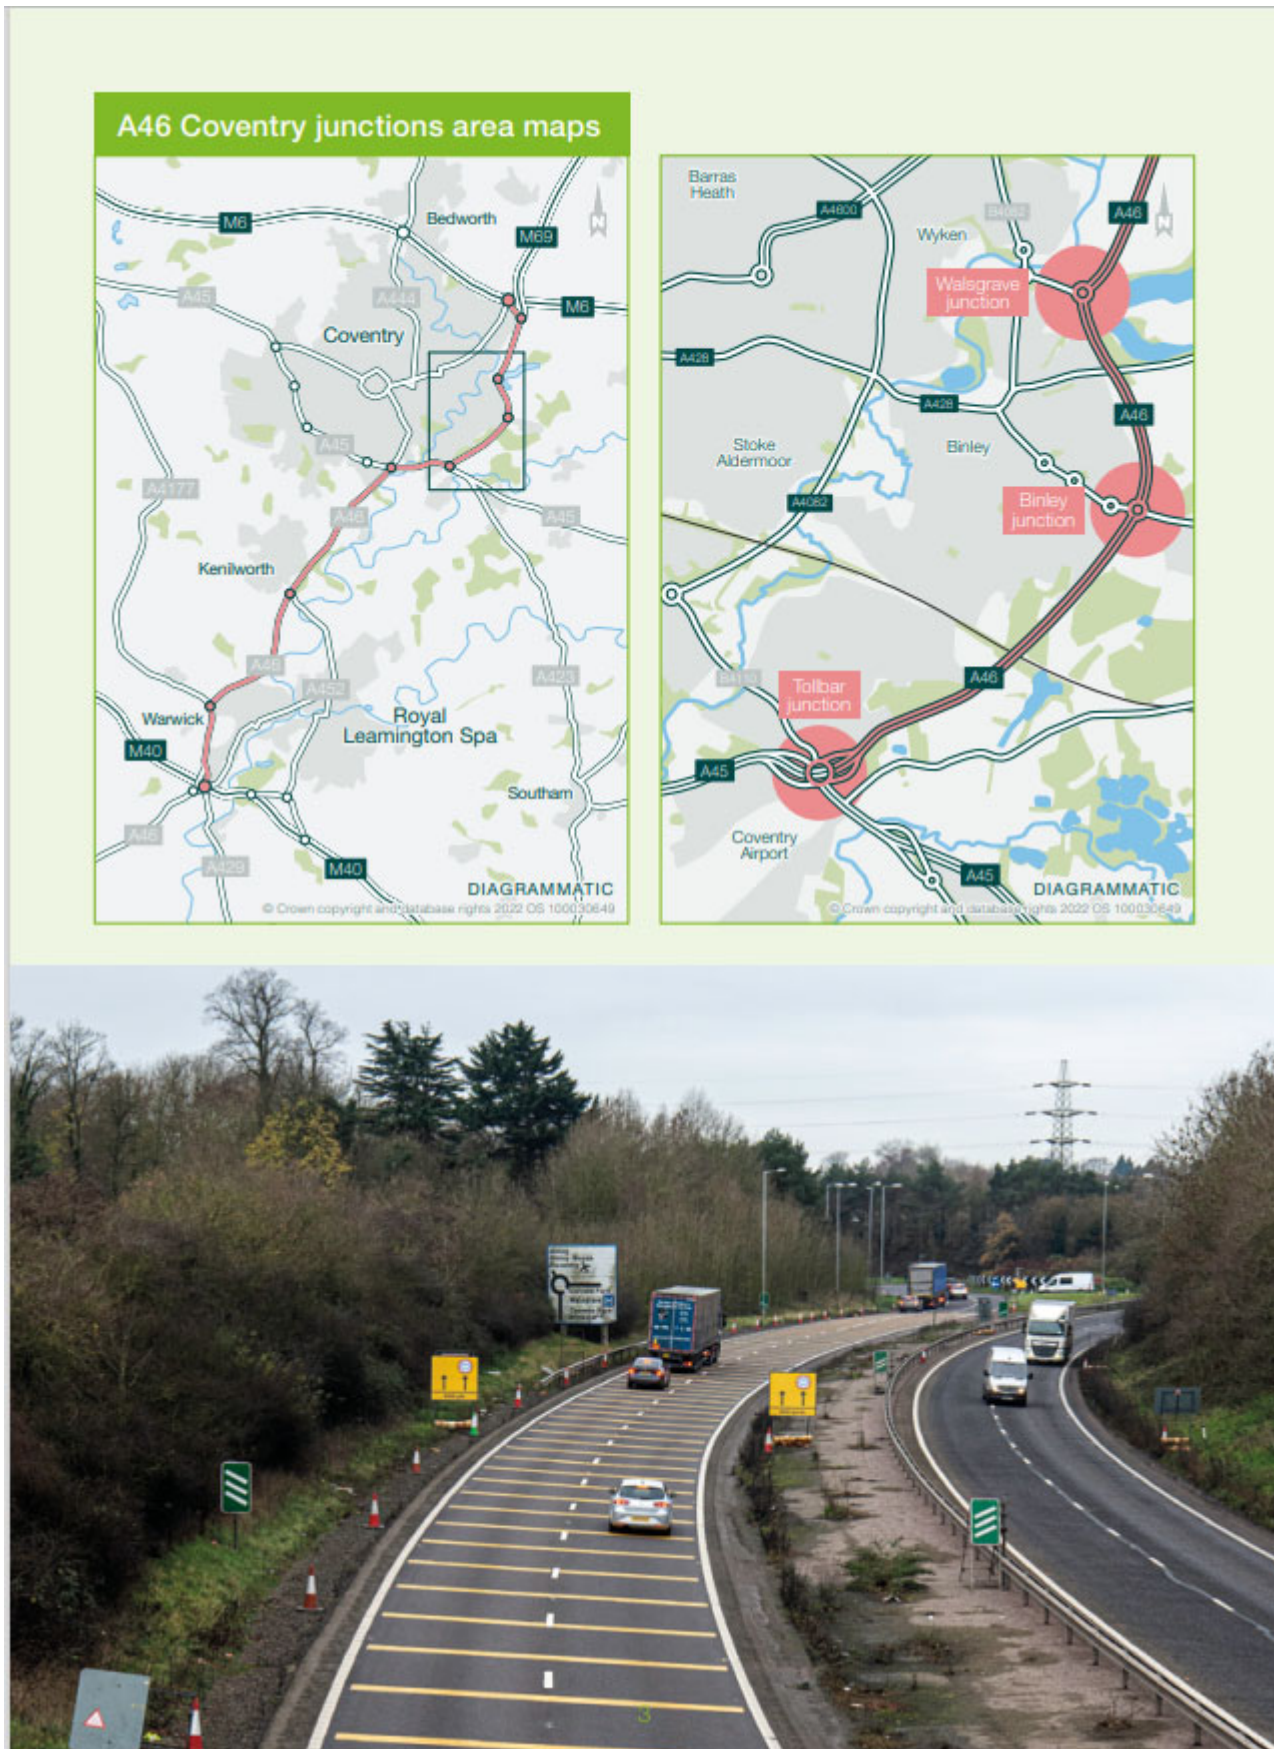 A46 Coventry junctions area maps
M6
Bedworth
M69
A45
A444
M6
Coventry
A45
A4177
A46
A45
Kenilworth
A46
A452
A423
Warwick
Royal
Leamington Spa
M40
Southam
A46
A429
M40
DIAGRAMMATIC
© Crown copyright and database rights 2022 OS 100030649
N
Barras
Heath
A4600
B4082
A46
N
Wyken
Walsgrave
junction
A428
A428
A46
Binley
Stoke
Aldermoor
A4082
Binley
junction
B4110
Tollbar
junction
A46
A45
Coventry
Airport
A45
DIAGRAMMATIC
© Crown copyright and database rights 2022 OS 100030649
3